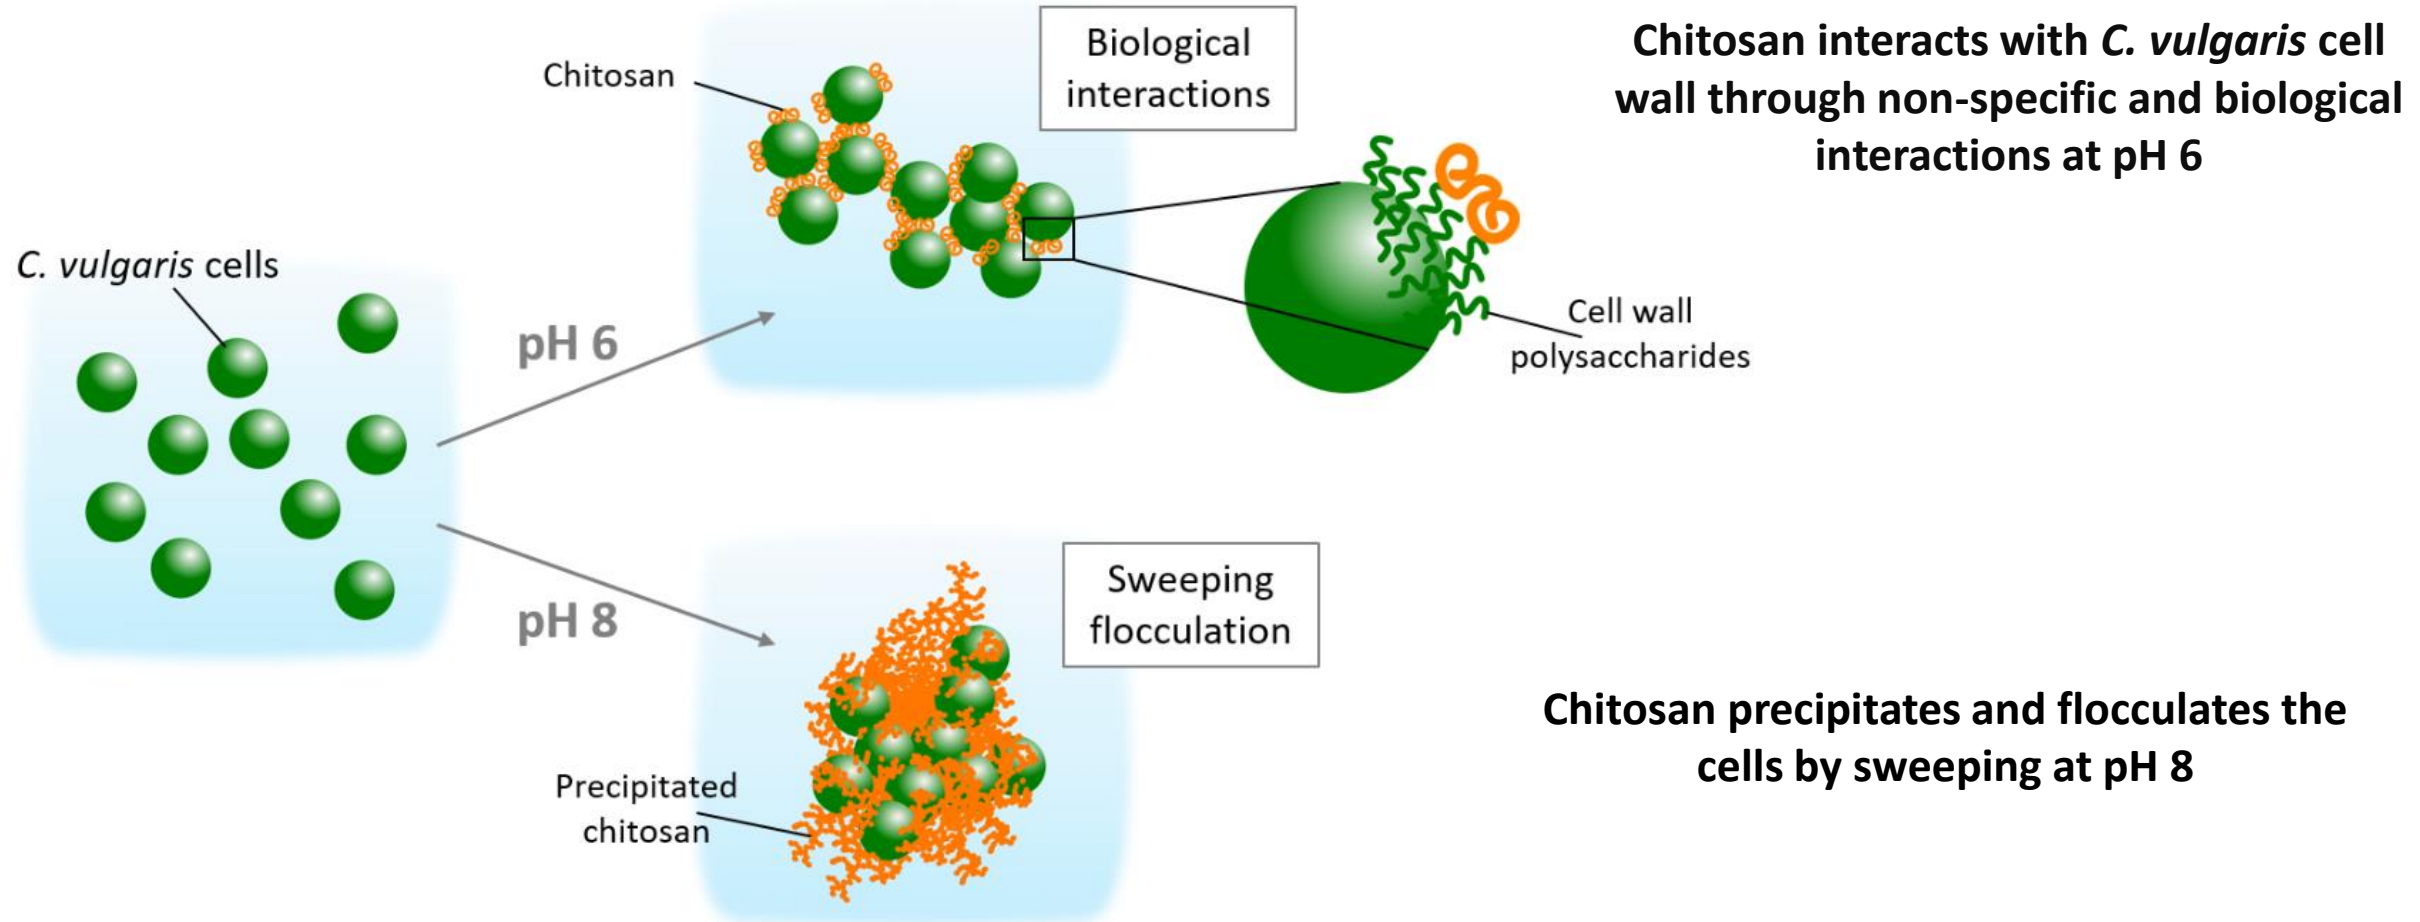 Chitosan
Biological
interactions
Chitosan interacts with C. vulgaris cell
wall through non-specific and biological
interactions at pH 6
C. vulgaris cells
pH 6
Cell wall
polysaccharides
pH 8
Sweeping
flocculation
Precipitated
chitosan
Chitosan precipitates and flocculates the
cells by sweeping at pH 8